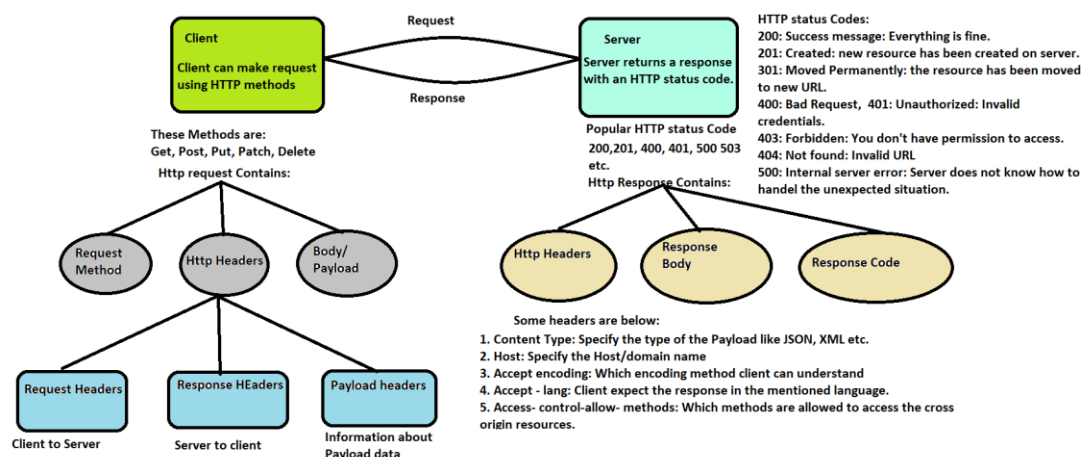 Client
Client can make request
using HTTP methods
Request
Response
Server
Server returns a response
with an HTTP status code.
HTTP status Codes:
200: Success message: Everything is fine.
201: Created: new resource has been created on server.
301: Moved Permanently: the resource has been moved
to new URL.
400: Bad Request, 401: Unauthorized: Invalid
credentials.
403: Forbidden: You don't have permission to access.
404: Not found: Invalid URL
500: Internal server error: Server does not know how to
handel the unexpected situation.
These Methods are:
Get, Post, Put, Patch, Delete
Http request Contains:
Popular HTTP status Code
200,201, 400, 401, 500 503
etc.
Http Response Contains:
Request
Method
Http Headers
Body/
Payload
Http Headers
Response
Body
Response Code
Request Headers
Response HEaders
Payload headers
Client to Server
Server to client
Information about
Payload data
Some headers are below:
1. Content Type: Specify the type of the Payload like JSON, XML etc.
2. Host: Specify the Host/domain name
3. Accept encoding: Which encoding method client can understand
4. Accept - lang: Client expect the response in the mentioned language.
5. Access- control-allow- methods: Which methods are allowed to access the cross
origin resources.